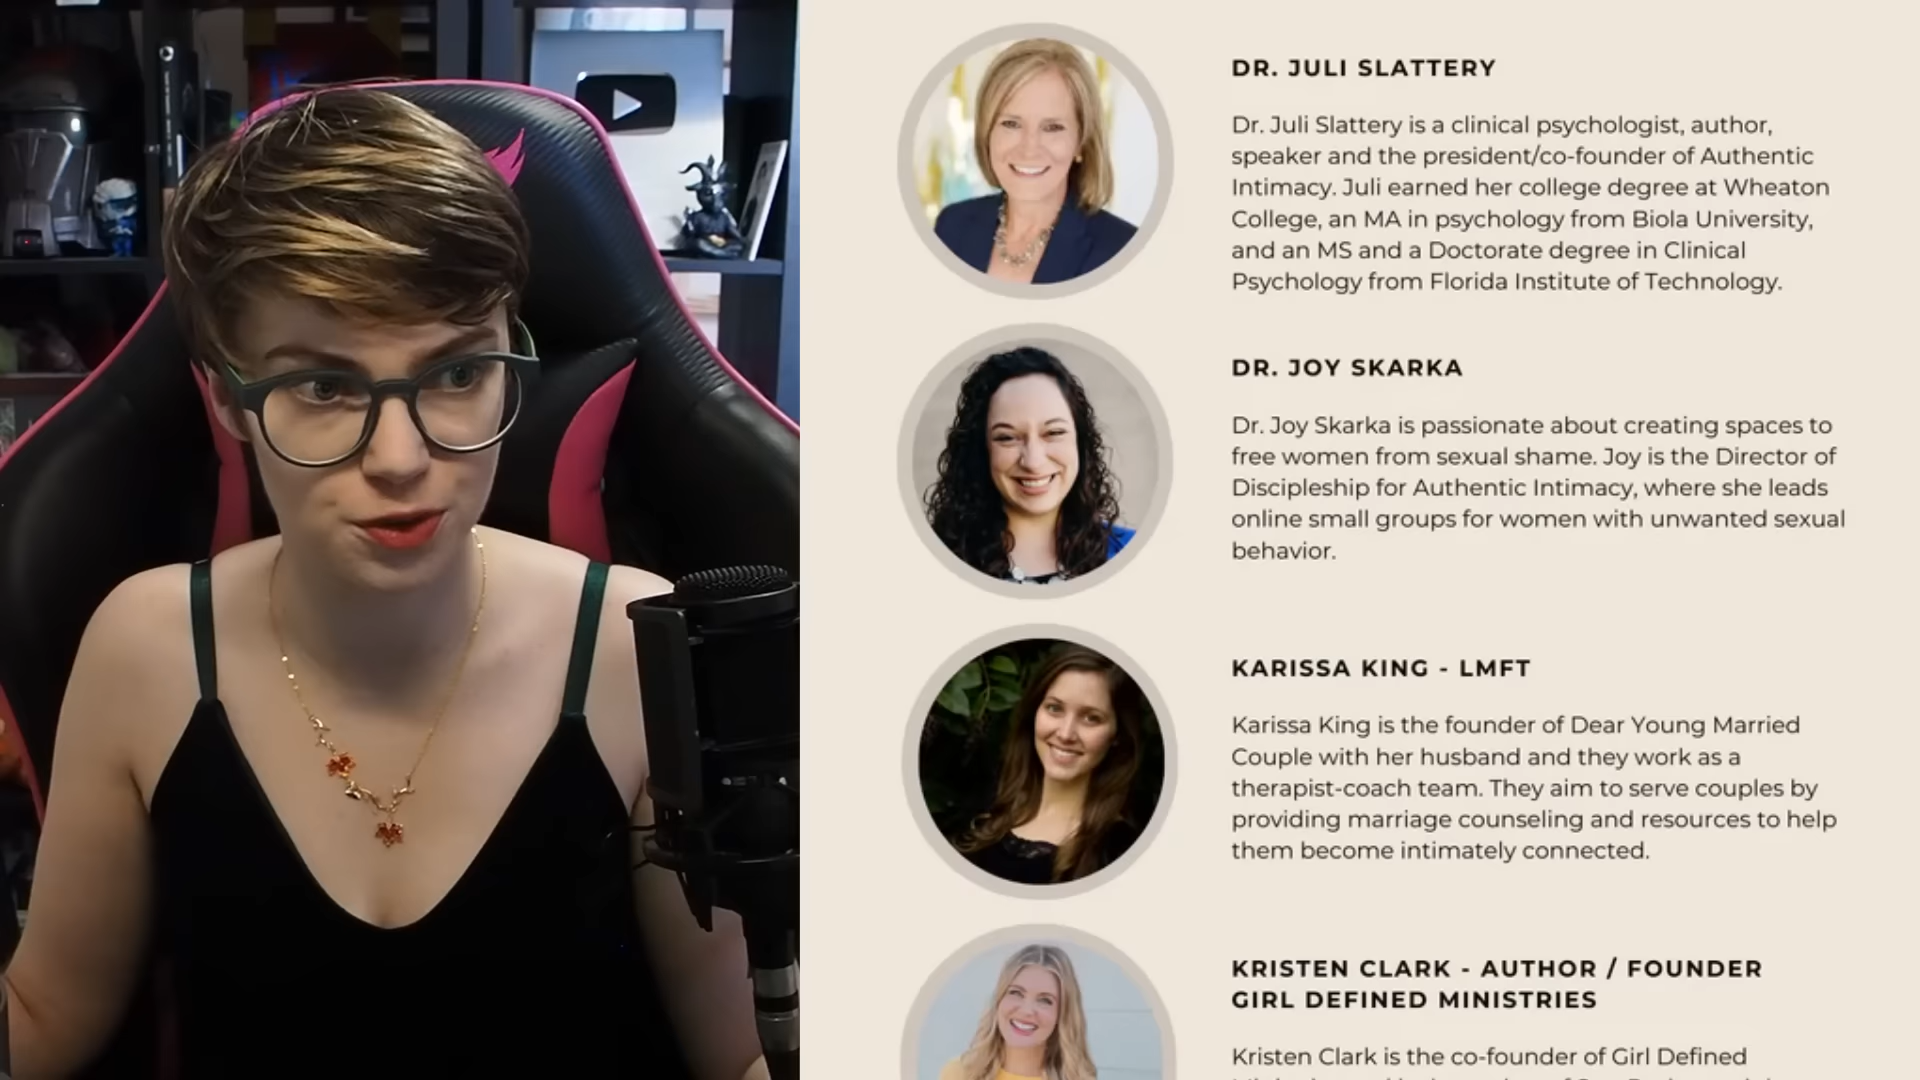 DR. JULI SLATTERY
Dr. Juli Slattery is a clinical psychologist, author,
speaker and the president/co-founder of Authentic
Intimacy. Juli earned her college degree at Wheaton
College, an MA in psychology from Biola University,
and an MS and a Doctorate degree in Clinical
Psychology from Florida Institute of Technology.
DR. JOY SKARKA
Dr. Joy Skarka is passionate about creating spaces to
free women from sexual shame. Joy is the Director of
Discipleship for Authentic Intimacy, where she leads
online small groups for women with unwanted sexual
behavior.
KARISSA KING - LMFT
Karissa King is the founder of Dear Young Married
Couple with her husband and they work as a
therapist-coach team. They aim to serve couples by
providing marriage counseling and resources to help
them become intimately connected.
KRISTEN CLARK - AUTHOR / FOUNDER
GIRL DEFINED MINISTRIES
Kristen Clark is the co-founder of Girl Defined